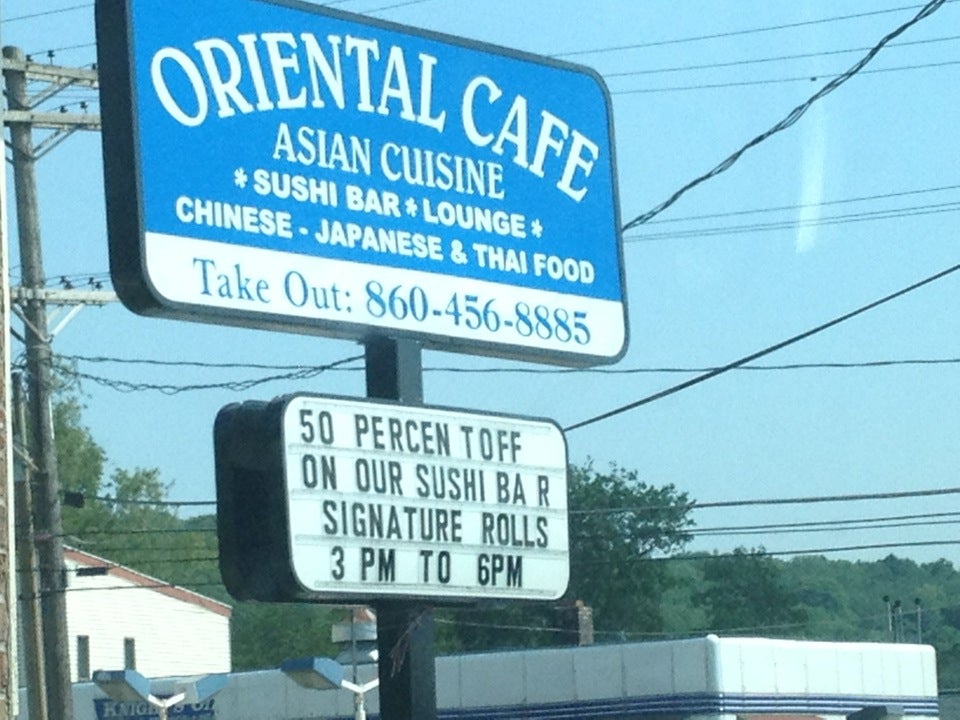 ORIENTAL CAFE
ASIAN CUISINE
* SUSHI BAR * LOUNGE *
CHINESE - JAPANESE & THAI FOOD
Take Out: 860-456-8885
50 PERCEN TOFF
ON OUR SUSHI BA R
SIGNATURE ROLLS
3 PM TO 6PM